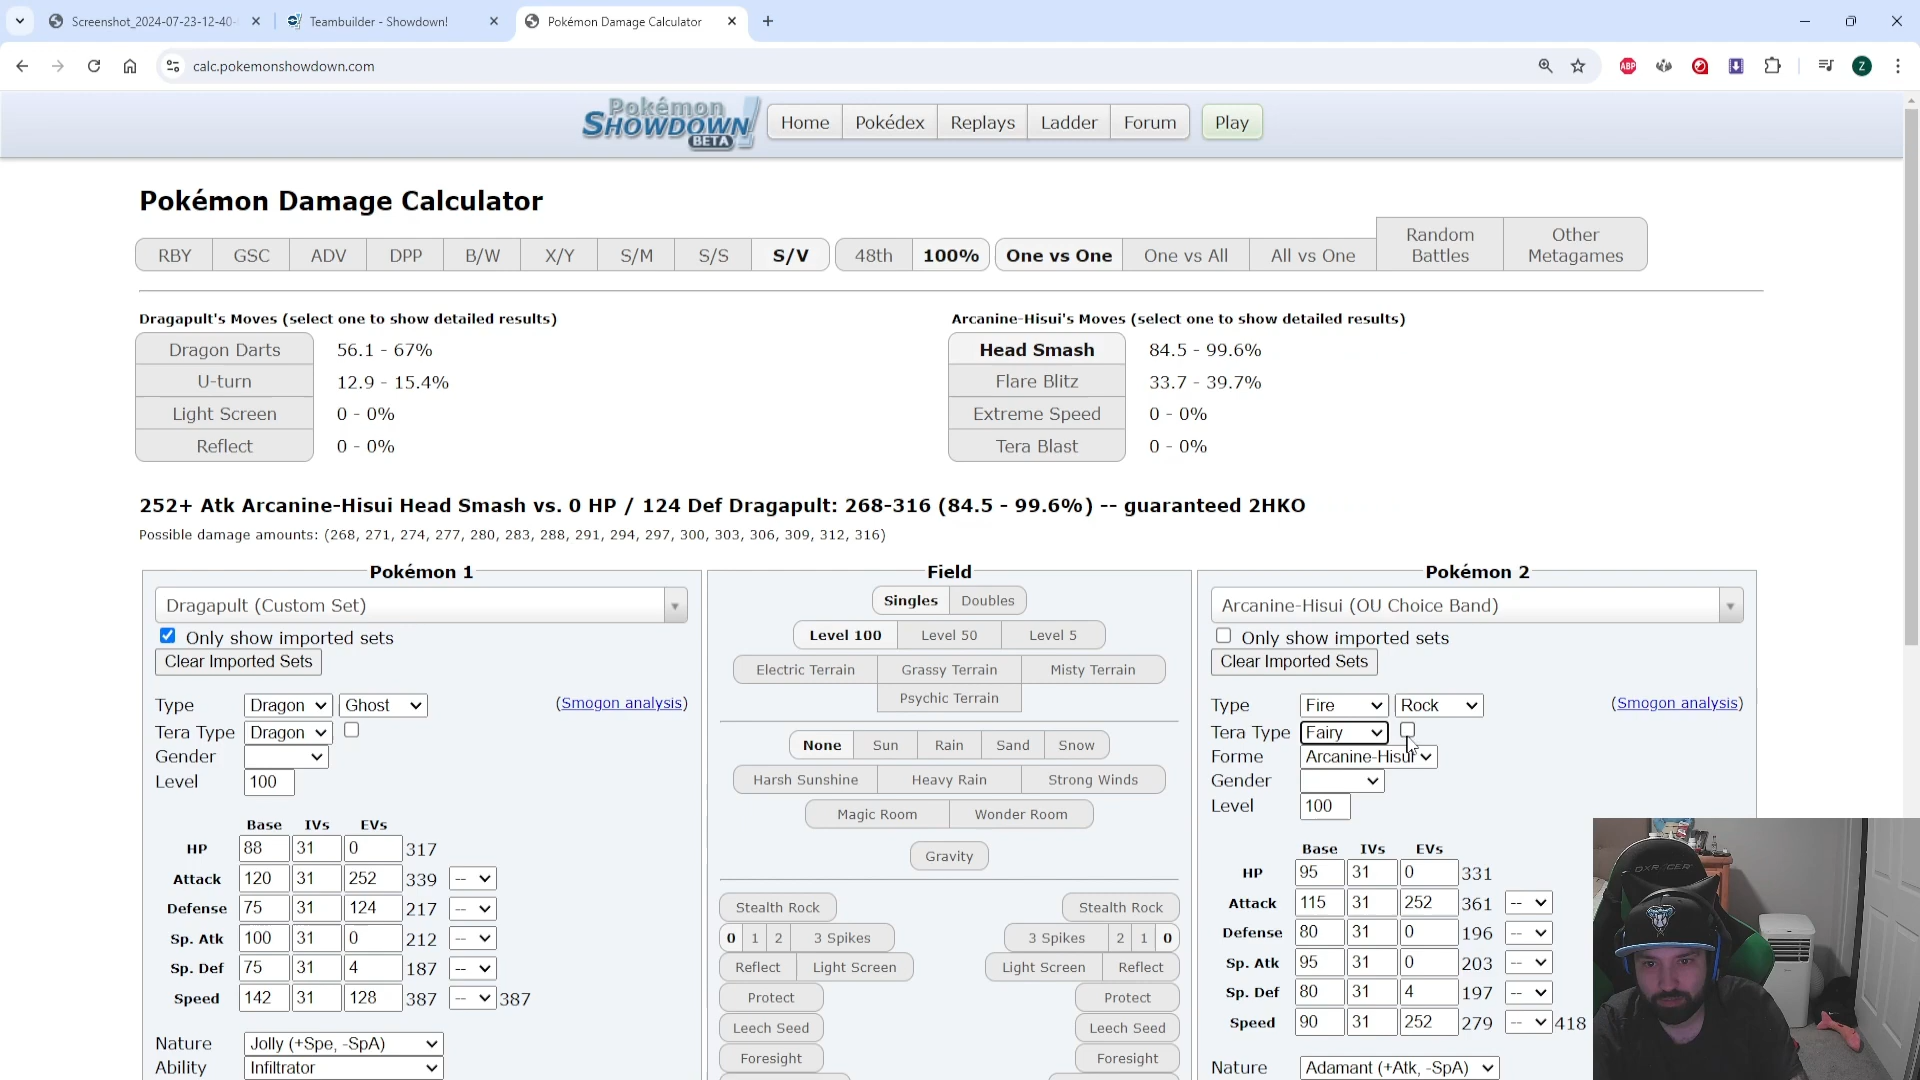 Screenshot_2024-07-23-12-40-
Teambuilder - Showdown!
Pokémon Damage Calculator
calc.pokemonshowdown.com
ABP
Z
Pokémon
SHOWDOWN!
BETA
Home
Pokédex
Replays
Ladder
Forum
Play
Pokémon Damage Calculator
RBY
GSC
ADV
DPP
B/W
X/Y
S/M
S/S
S/V
48th
100%
One vs One
One vs All
All vs One
Random
Battles
Other
Metagames
Dragapult's Moves (select one to show detailed results)
Dragon Darts 56.1 - 67%
U-turn 12.9 - 15.4%
Light Screen 0 - 0%
Reflect 0 - 0%
Arcanine-Hisui's Moves (select one to show detailed results)
Head Smash 84.5 - 99.6%
Flare Blitz 33.7 - 39.7%
Extreme Speed 0 - 0%
Tera Blast 0 - 0%
252+ Atk Arcanine-Hisui Head Smash vs. 0 HP / 124 Def Dragapult: 268-316 (84.5 - 99.6%) -- guaranteed 2HKO
Possible damage amounts: (268, 271, 274, 277, 280, 283, 288, 291, 294, 297, 300, 303, 306, 309, 312, 316)
Pokémon 1
Dragapult (Custom Set)
Only show imported sets
Clear Imported Sets
Type Dragon Ghost (Smogon analysis)
Tera Type Dragon
Gender
Level 100
Base IVs EVs
HP 88 31 0 317
Attack 120 31 252 339 --
Defense 75 31 124 217 --
Sp. Atk 100 31 0 212 --
Sp. Def 75 31 4 187 --
Speed 142 31 128 387 -- 387
Nature Jolly (+Spe, -SpA)
Ability Infiltrator
Field
Singles Doubles
Level 100 Level 50 Level 5
Electric Terrain Grassy Terrain Misty Terrain
Psychic Terrain
None Sun Rain Sand Snow
Harsh Sunshine Heavy Rain Strong Winds
Magic Room Wonder Room
Gravity
Stealth Rock Stealth Rock
0 1 2 3 Spikes 3 Spikes 2 1 0
Reflect Light Screen Light Screen Reflect
Protect Protect
Leech Seed Leech Seed
Foresight Foresight
Pokémon 2
Arcanine-Hisui (OU Choice Band)
Only show imported sets
Clear Imported Sets
Type Fire Rock (Smogon analysis)
Tera Type Fairy
Forme Arcanine-Hisui
Gender
Level 100
Base IVs EVs
HP 95 31 0 331
Attack 115 31 252 361 --
Defense 80 31 0 196 --
Sp. Atk 95 31 0 203 --
Sp. Def 80 31 4 197 --
Speed 90 31 252 279 -- 418
Nature Adamant (+Atk, -SpA)
DXRACER